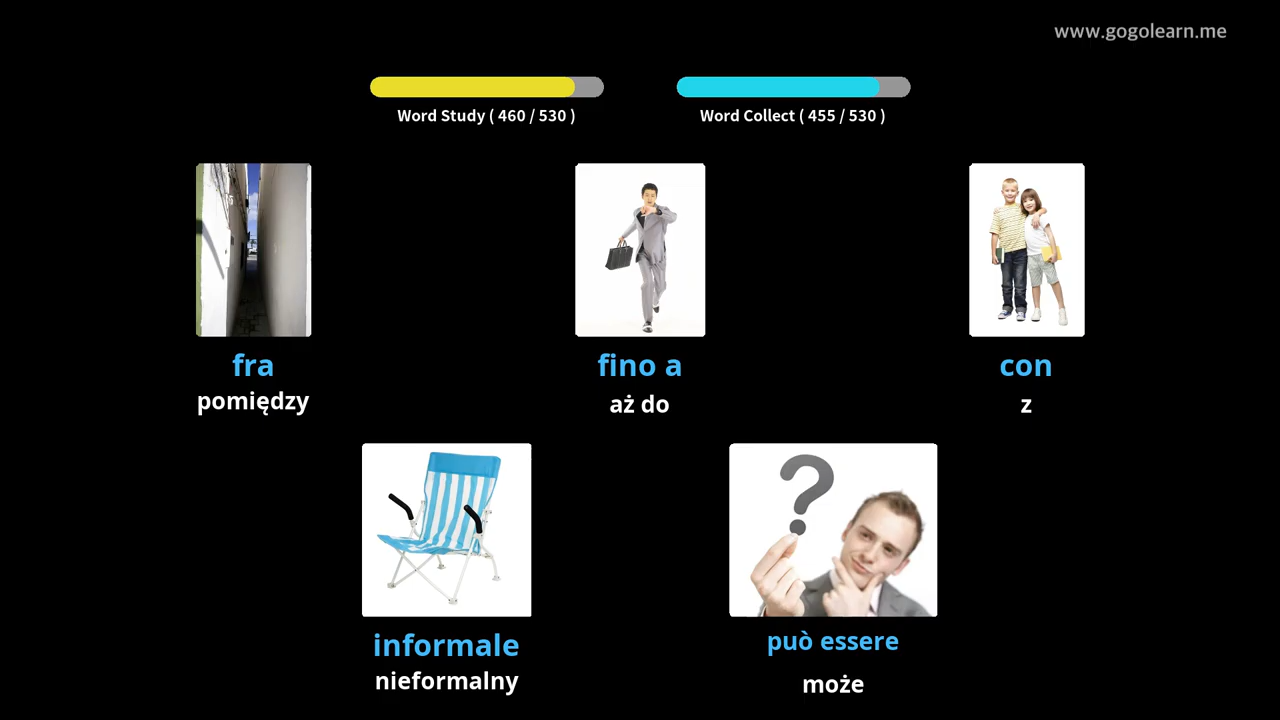 www.gogolearn.me
Word Study ( 460 / 530 )
Word Collect ( 455 / 530 )
fra
pomiędzy
fino a
aż do
con
z
informale
nieformalny
può essere
może